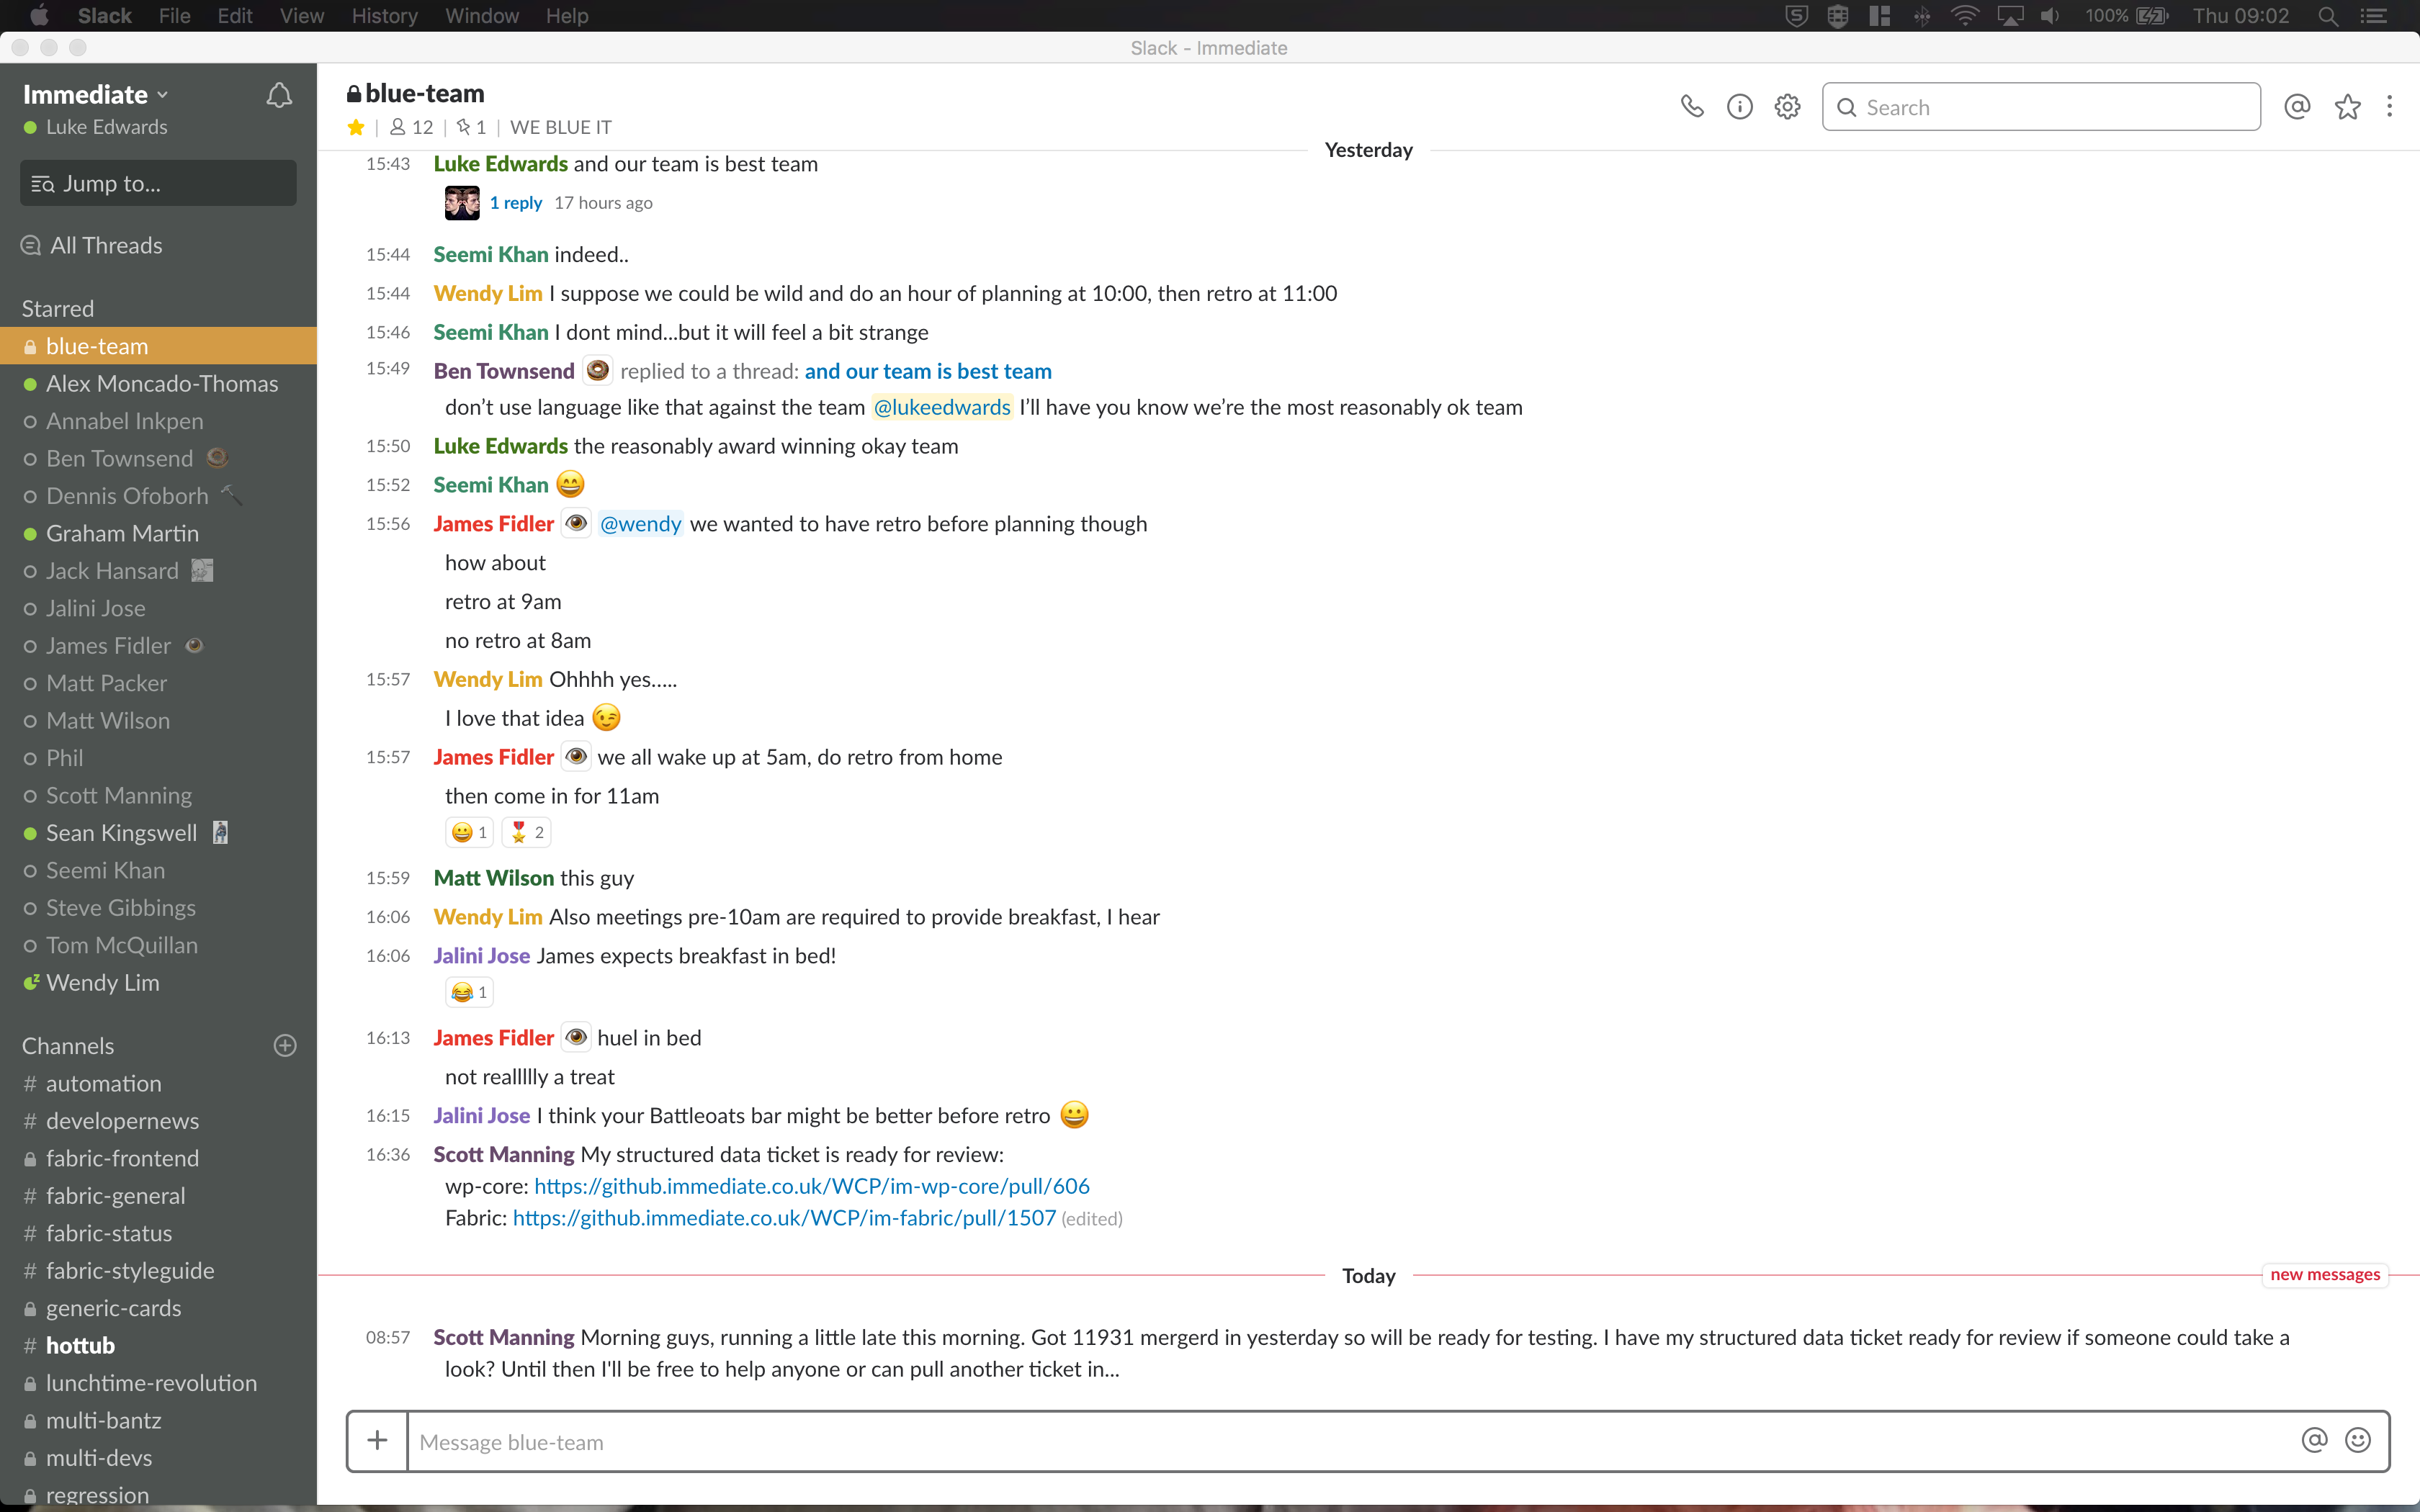 Slack File Edit View History Window Help
100% Thu 09:02
Slack - Immediate
Immediate
Luke Edwards
Jump to...
All Threads
Starred
blue-team
Alex Moncado-Thomas
Annabel Inkpen
Ben Townsend
Dennis Ofoborh
Graham Martin
Jack Hansard
Jalini Jose
James Fidler
Matt Packer
Matt Wilson
Phil
Scott Manning
Sean Kingswell
Seemi Khan
Steve Gibbings
Tom McQuillan
Wendy Lim
Channels
# automation
# developernews
fabric-frontend
# fabric-general
# fabric-status
# fabric-styleguide
generic-cards
# hottub
lunchtime-revolution
multi-bantz
multi-devs
regression
blue-team
12 | 1 | WE BLUE IT
Search
Yesterday
15:43 Luke Edwards and our team is best team
1 reply 17 hours ago
15:44 Seemi Khan indeed..
15:44 Wendy Lim I suppose we could be wild and do an hour of planning at 10:00, then retro at 11:00
15:46 Seemi Khan I dont mind...but it will feel a bit strange
15:49 Ben Townsend replied to a thread: and our team is best team
don’t use language like that against the team @lukeedwards I’ll have you know we’re the most reasonably ok team
15:50 Luke Edwards the reasonably award winning okay team
15:52 Seemi Khan 😄
15:56 James Fidler 👁 @wendy we wanted to have retro before planning though
how about
retro at 9am
no retro at 8am
15:57 Wendy Lim Ohhhh yes.....
I love that idea 😉
15:57 James Fidler 👁 we all wake up at 5am, do retro from home
then come in for 11am
😀 1 🎖 2
15:59 Matt Wilson this guy
16:06 Wendy Lim Also meetings pre-10am are required to provide breakfast, I hear
16:06 Jalini Jose James expects breakfast in bed!
😂 1
16:13 James Fidler 👁 huel in bed
not reallllly a treat
16:15 Jalini Jose I think your Battleoats bar might be better before retro 😀
16:36 Scott Manning My structured data ticket is ready for review:
wp-core: https://github.immediate.co.uk/WCP/im-wp-core/pull/606
Fabric: https://github.immediate.co.uk/WCP/im-fabric/pull/1507 (edited)
Today
new messages
08:57 Scott Manning Morning guys, running a little late this morning. Got 11931 mergerd in yesterday so will be ready for testing. I have my structured data ticket ready for review if someone could take a
look? Until then I'll be free to help anyone or can pull another ticket in...
Message blue-team